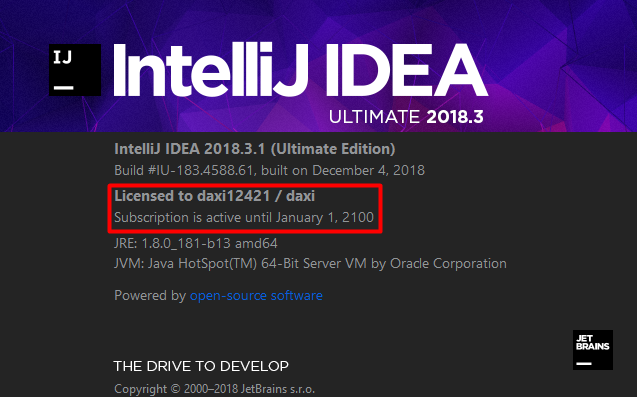 IJ
IntelliJ IDEA
ULTIMATE 2018.3
IntelliJ IDEA 2018.3.1 (Ultimate Edition)
Build #IU-183.4588.61, built on December 4, 2018
Licensed to daxi12421 / daxi
Subscription is active until January 1, 2100
JRE: 1.8.0_181-b13 amd64
JVM: Java HotSpot(TM) 64-Bit Server VM by Oracle Corporation
Powered by open-source software
JET
BRAINS
THE DRIVE TO DEVELOP
Copyright © 2000–2018 JetBrains s.r.o.